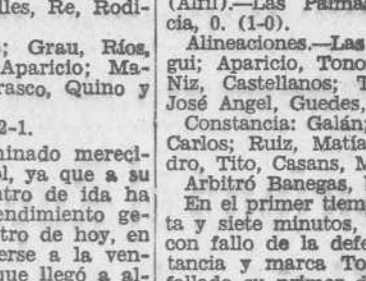 lles, Re, Rodi-
; Grau, Ríos,
Aparicio; Ma-
rasco, Quino y
2-1.
minado mereci-
ol, ya que a su
ntro de ida ha
endimiento ge-
tro de hoy, en
erse a la ven-
que llegó a al-
(Alfil).—Las Palma
cia, 0. (1-0).
Alineaciones.—Las
gui; Aparicio, Tono
Niz, Castellanos; T
José Angel, Guedes,
Constancia: Galán;
Carlos; Ruiz, Matía
dro, Tito, Casans, M
Arbitró Banegas,
En el primer tiem
ta y siete minutos,
con fallo de la defe
tancia y marca To